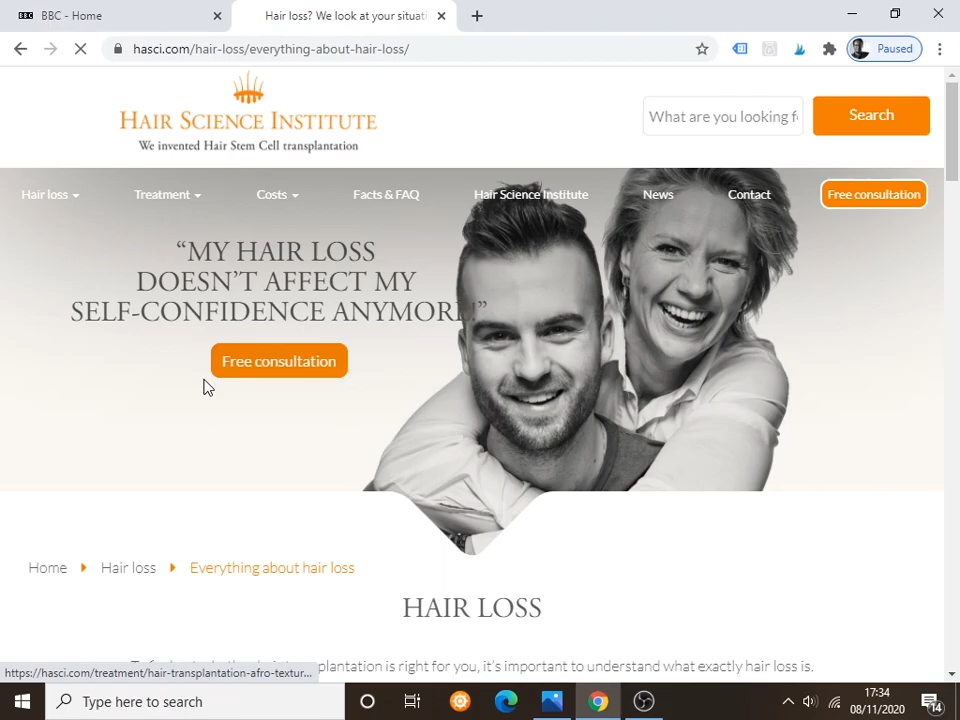 BBC - Home
Hair loss? We look at your situati
hasci.com/hair-loss/everything-about-hair-loss/
Paused
HAIR SCIENCE INSTITUTE
We invented Hair Stem Cell transplantation
What are you looking f
Search
Hair loss
Treatment
Costs
Facts & FAQ
Hair Science Institute
News
Contact
Free consultation
“MY HAIR LOSS
DOESN’T AFFECT MY
SELF-CONFIDENCE ANYMORE!”
Free consultation
Home
Hair loss
Everything about hair loss
HAIR LOSS
plantation is right for you, it’s important to understand what exactly hair loss is.
https://hasci.com/treatment/hair-transplantation-afro-textur...
Type here to search
17:34
08/11/2020
14